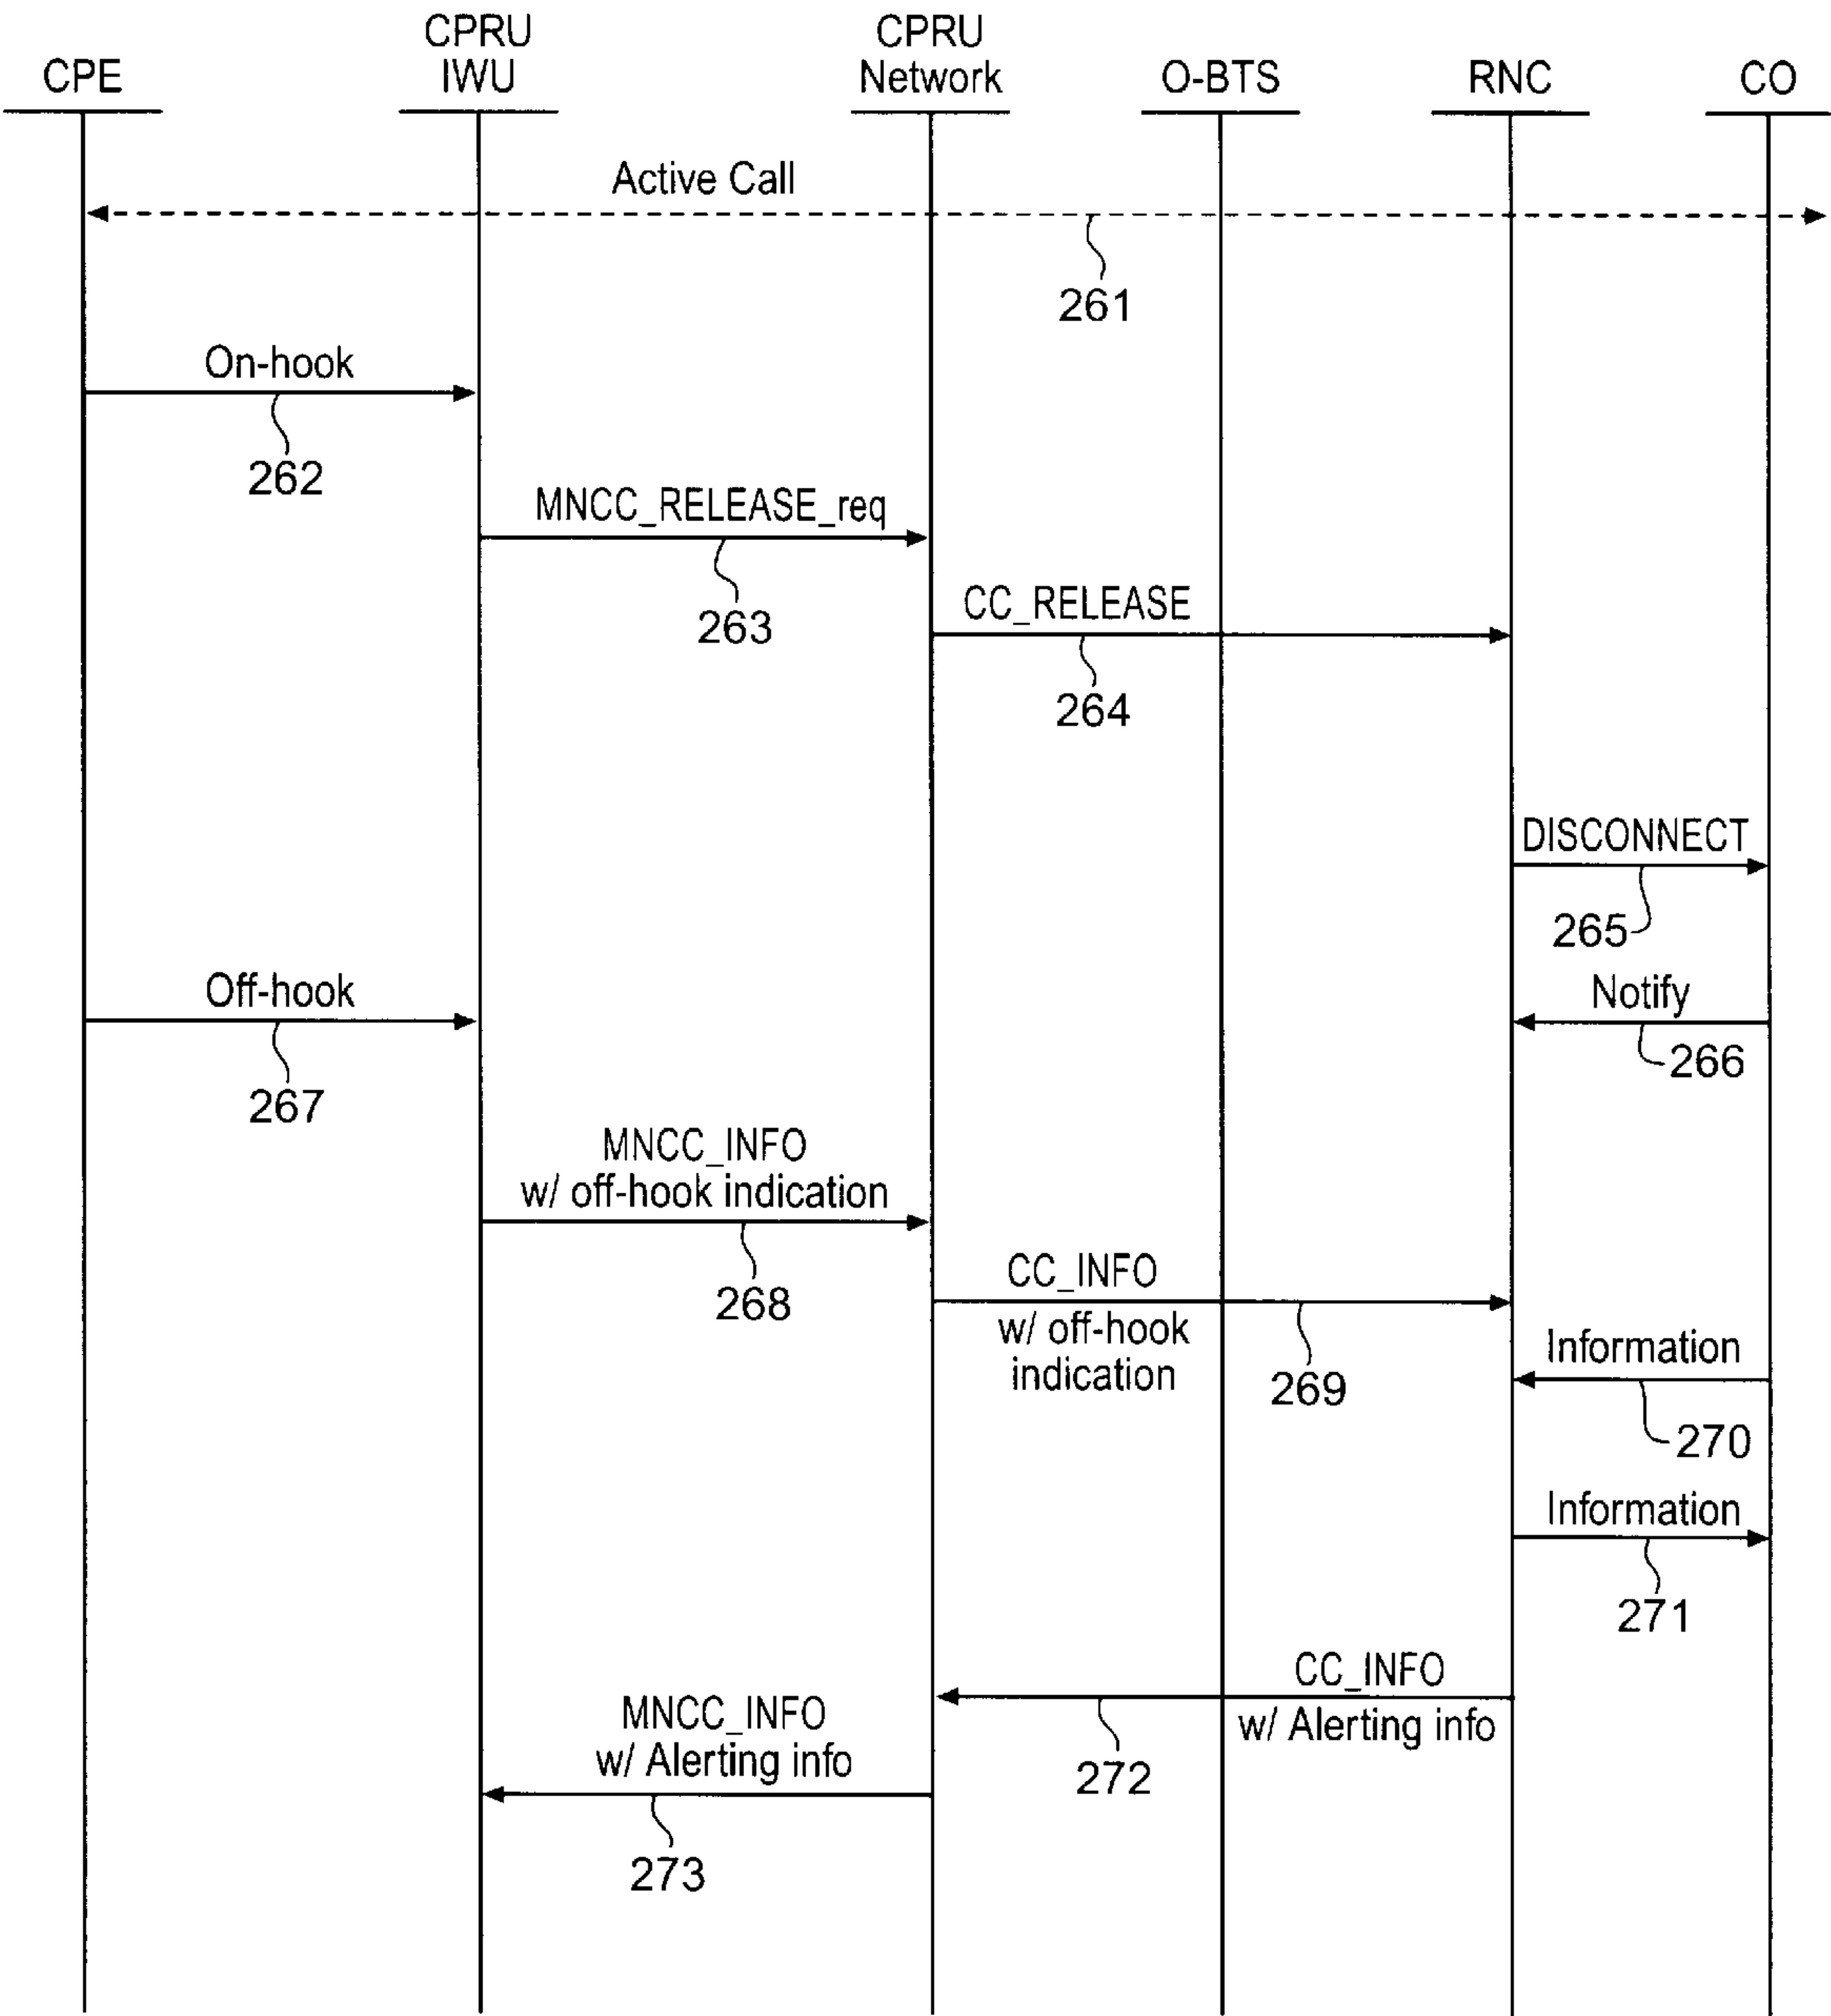 CPE
CPRU
IWU
CPRU
Network
O-BTS
RNC
CO
Active Call
261
On-hook
262
MNCC_RELEASE_req
263
CC_RELEASE
264
DISCONNECT
265
Off-hook
267
Notify
266
MNCC_INFO
w/ off-hook indication
268
CC_INFO
w/ off-hook
indication
269
Information
270
Information
271
CC_INFO
w/ Alerting info
272
MNCC_INFO
w/ Alerting info
273